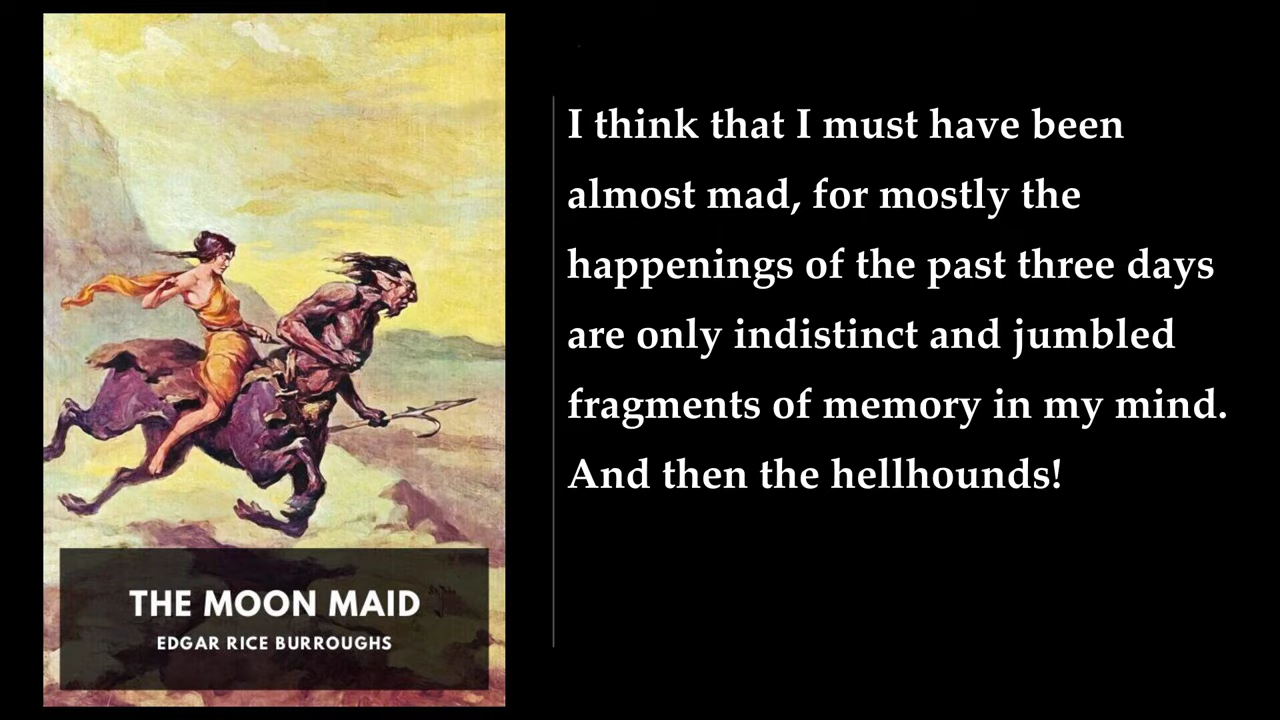 I think that I must have been
almost mad, for mostly the
happenings of the past three days
are only indistinct and jumbled
fragments of memory in my mind.
And then the hellhounds!
THE MOON MAID
EDGAR RICE BURROUGHS